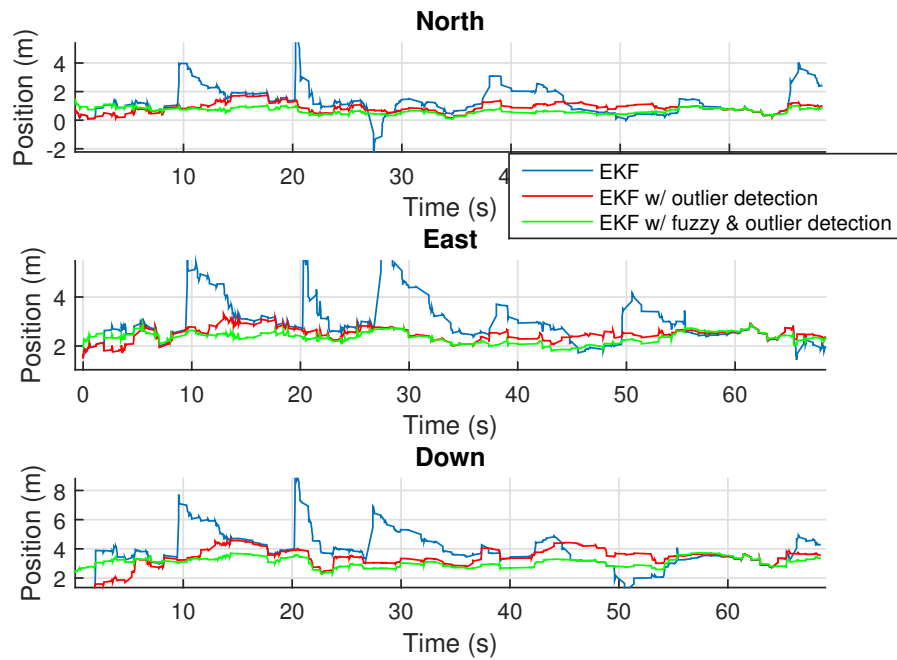 North
Position (m)
4
2
0
-2
10
20
30
4
Time (s)
EKF
EKF w/ outlier detection
EKF w/ fuzzy & outlier detection
East
Position (m)
4
2
0
10
20
30
40
50
60
Time (s)
Down
Position (m)
8
6
4
2
10
20
30
40
50
60
Time (s)